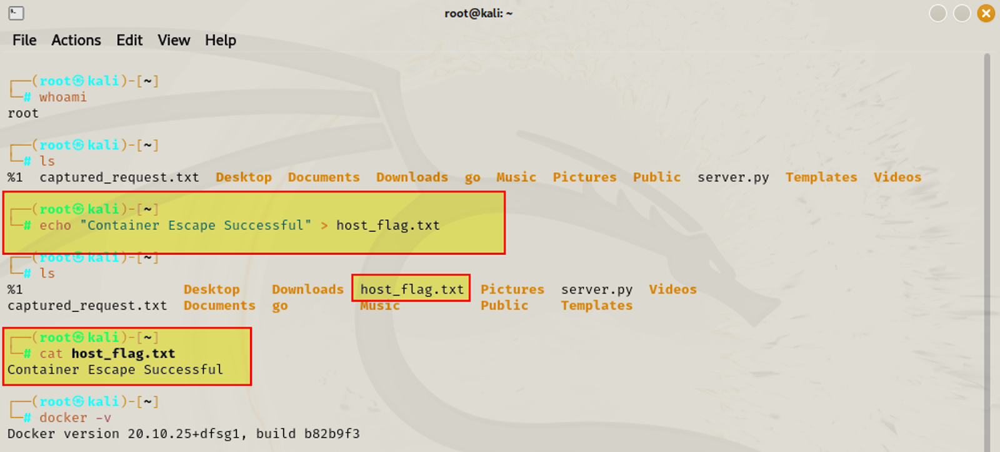 root@kali: ~
File Actions Edit View Help
┌──(root㉿kali)-[~]
└─# whoami
root
┌──(root㉿kali)-[~]
└─# ls
%1 captured_request.txt Desktop Documents Downloads go Music Pictures Public server.py Templates Videos
┌──(root㉿kali)-[~]
└─# echo "Container Escape Successful" > host_flag.txt
┌──(root㉿kali)-[~]
└─# ls
%1 Desktop Downloads host_flag.txt Pictures server.py Videos
captured_request.txt Documents go Music Public Templates
┌──(root㉿kali)-[~]
└─# cat host_flag.txt
Container Escape Successful
┌──(root㉿kali)-[~]
└─# docker -v
Docker version 20.10.25+dfsg1, build b82b9f3